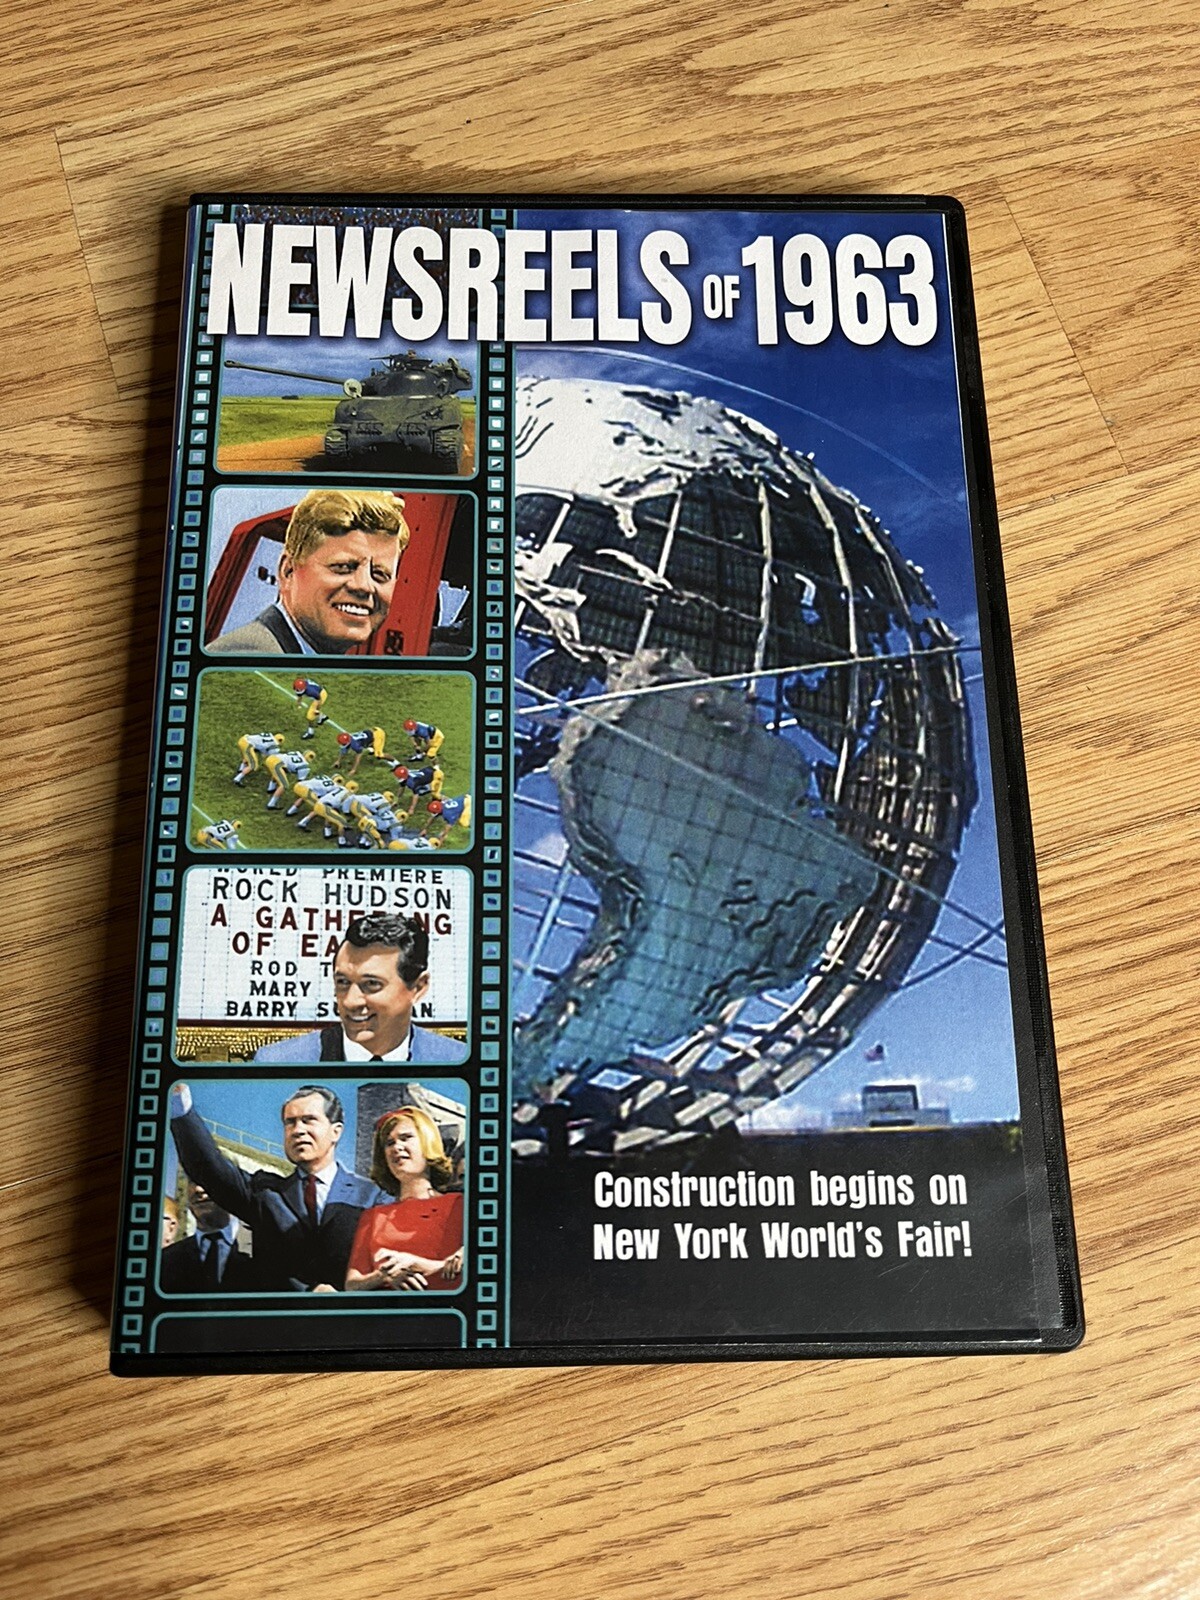 NEWSREELS OF 1963
WORLD PREMIERE
ROCK HUDSON
A GATHE NG
OF EA
ROD T
MARY
BARRY SU AN
Construction begins on
New York World's Fair!